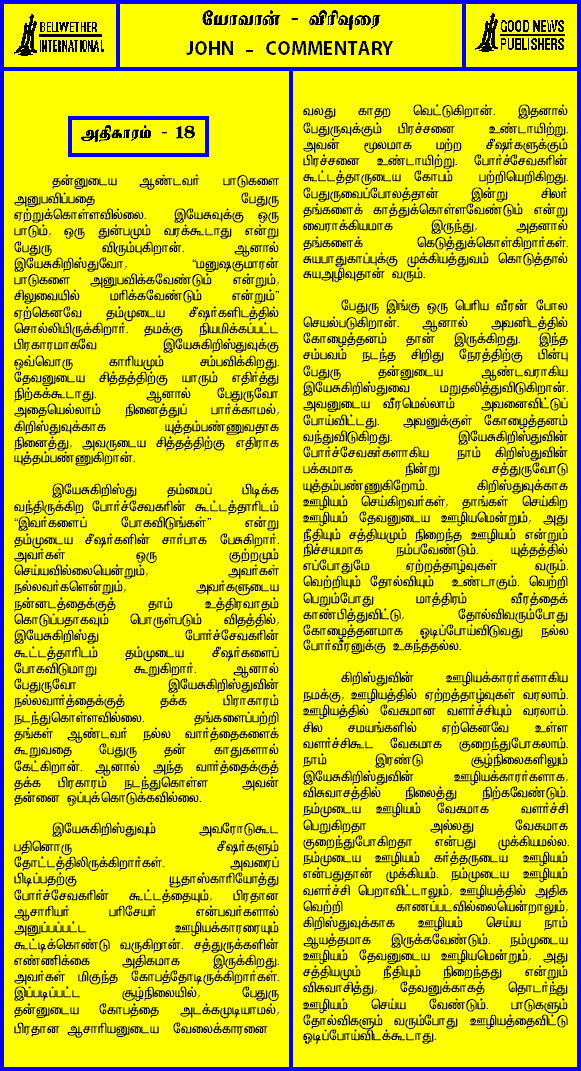 BELLWETHER
INTERNATIONAL
யோவான் - விரிவுரை
JOHN - COMMENTARY
GOOD NEWS
PUBLISHERS
அதிகாரம் - 18
தன்னுடைய ஆண்டவர் பாடுகளை
அனுபவிப்பதை பேதுரு
ஏற்றுக்கொள்ளவில்லை. இயேசுவுக்கு ஒரு
பாடும், ஒரு துன்பமும் வரக்கூடாது என்று
பேதுரு விரும்புகிறான். ஆனால்
இயேசுகிறிஸ்துவோ, “மனுஷகுமாரன்
பாடுகளை அனுபவிக்கவேண்டும் என்றும்,
சிலுவையில் மரிக்கவேண்டும் என்றும்”
ஏற்கெனவே தம்முடைய சீஷர்களிடத்தில்
சொல்லியிருக்கிறார். தமக்கு நியமிக்கப்பட்ட
பிரகாரமாகவே இயேசுகிறிஸ்துவுக்கு
ஒவ்வொரு காரியமும் சம்பவிக்கிறது.
தேவனுடைய சித்தத்திற்கு யாரும் எதிர்த்து
நிற்கக்கூடாது. ஆனால் பேதுருவோ
அதையெல்லாம் நினைத்துப் பார்க்காமல்,
கிறிஸ்துவுக்காக யுத்தம்பண்ணுவதாக
நினைத்து, அவருடைய சித்தத்திற்கு எதிராக
யுத்தம்பண்ணுகிறான்.
இயேசுகிறிஸ்து தம்மைப் பிடிக்க
வந்திருக்கிற போர்ச்சேவகரின் கூட்டத்தாரிடம்
“இவர்களைப் போகவிடுங்கள்” என்று
தம்முடைய சீஷர்களின் சார்பாக பேசுகிறார்.
அவர்கள் ஒரு குற்றமும்
செய்யவில்லையென்றும், அவர்கள்
நல்லவர்களென்றும், அவர்களுடைய
நன்னடத்தைக்குத் தாம் உத்திரவாதம்
கொடுப்பதாகவும் பொருள்படும் விதத்தில்,
இயேசுகிறிஸ்து போர்ச்சேவகரின்
கூட்டத்தாரிடம் தம்முடைய சீஷர்களைப்
போகவிடுமாறு கூறுகிறார். ஆனால்
பேதுருவோ இயேசுகிறிஸ்துவின்
நல்லவார்த்தைக்குத் தக்க பிராகாரம்
நடந்துகொள்ளவில்லை. தங்களைப்பற்றி
தங்கள் ஆண்டவர் நல்ல வார்த்தைகளைக்
கூறுவதை பேதுரு தன் காதுகளால்
கேட்கிறான். ஆனால் அந்த வார்த்தைக்குத்
தக்க பிரகாரம் நடந்துகொள்ள அவன்
தன்னை ஒப்புக்கொடுக்கவில்லை.
இயேசுகிறிஸ்துவும் அவரோடுகூட
பதினொரு சீஷர்களும்
தோட்டத்திலிருக்கிறார்கள். அவரைப்
பிடிப்பதற்கு யூதாஸ்காரியோத்து
போர்ச்சேவகரின் கூட்டத்தையும், பிரதான
ஆசாரியர் பரிசேயர் என்பவர்களால்
அனுப்பப்பட்ட ஊழியக்காரரையும்
கூட்டிக்கொண்டு வருகிறான். சத்துருக்களின்
எண்ணிக்கை அதிகமாக இருக்கிறது.
அவர்கள் மிகுந்த கோபத்தோடிருக்கிறார்கள்.
இப்படிப்பட்ட சூழ்நிலையில், பேதுரு
தன்னுடைய கோபத்தை அடக்கமுடியாமல்,
பிரதான ஆசாரியனுடைய வேலைக்காரனை
வலது காதற வெட்டுகிறான். இதனால்
பேதுருவுக்கும் பிரச்சனை உண்டாயிற்று.
அவன் மூலமாக மற்ற சீஷர்களுக்கும்
பிரச்சனை உண்டாயிற்று. போர்ச்சேவகரின்
கூட்டத்தாருடைய கோபம் பற்றியெறிகிறது.
பேதுருவைப்போலத்தான் இன்று சிலர்
தங்களைக் காத்துக்கொள்ளவேண்டும் என்று
வைராக்கியமாக இருந்து, அதனால்
தங்களைக் கெடுத்துக்கொள்கிறார்கள்.
சுயபாதுகாப்புக்கு முக்கியத்துவம் கொடுத்தால்
சுயஅழிவுதான் வரும்.
பேதுரு இங்கு ஒரு பெரிய வீரன் போல
செயல்படுகிறான். ஆனால் அவனிடத்தில்
கோழைத்தனம் தான் இருக்கிறது. இந்த
சம்பவம் நடந்த சிறிது நேரத்திற்கு பின்பு
பேதுரு தன்னுடைய ஆண்டவராகிய
இயேசுகிறிஸ்துவை மறுதலித்துவிடுகிறான்.
அவனுடைய வீரமெல்லாம் அவனைவிட்டுப்
போய்விட்டது. அவனுக்குள் கோழைத்தனம்
வந்துவிடுகிறது. இயேசுகிறிஸ்துவின்
போர்ச்சேவகர்களாகிய நாம் கிறிஸ்துவின்
பக்கமாக நின்று சத்துருவோடு
யுத்தம்பண்ணுகிறோம். கிறிஸ்துவுக்காக
ஊழியம் செய்கிறவர்கள், தாங்கள் செய்கிற
ஊழியம் தேவனுடைய ஊழியமென்றும், அது
நீதியும் சத்தியமும் நிறைந்த ஊழியம் என்றும்
நிச்சயமாக நம்பவேண்டும். யுத்தத்தில்
எப்போதுமே ஏற்றத்தாழ்வுகள் வரும்.
வெற்றியும் தோல்வியும் உண்டாகும். வெற்றி
பெறும்போது மாத்திரம் வீரத்தைக்
காண்பித்துவிட்டு, தோல்விவரும்போது
கோழைத்தனமாக ஓடிப்போய்விடுவது நல்ல
போர்வீரனுக்கு உகந்ததல்ல.
கிறிஸ்துவின் ஊழியக்காரர்களாகிய
நமக்கு, ஊழியத்தில் ஏற்றத்தாழ்வுகள் வரலாம்.
ஊழியத்தில் வேகமான வளர்ச்சியும் வரலாம்.
சில சமயங்களில் ஏற்கெனவே உள்ள
வளர்ச்சிகூட வேகமாக குறைந்துபோகலாம்.
நாம் இரண்டு சூழ்நிலைகளிலும்
இயேசுகிறிஸ்துவின் ஊழியக்காரர்களாக,
விசுவாசத்தில் நிலைத்து நிற்கவேண்டும்.
நம்முடைய ஊழியம் வேகமாக வளர்ச்சி
பெறுகிறதா அல்லது வேகமாக
குறைந்துபோகிறதா என்பது முக்கியமல்ல.
நம்முடைய ஊழியம் கர்த்தருடைய ஊழியம்
என்பதுதான் முக்கியம். நம்முடைய ஊழியம்
வளர்ச்சி பெறாவிட்டாலும், ஊழியத்தில் அதிக
வெற்றி காணப்படவில்லையென்றாலும்,
கிறிஸ்துவுக்காக ஊழியம் செய்ய நாம்
ஆயத்தமாக இருக்கவேண்டும். நம்முடைய
ஊழியம் தேவனுடைய ஊழியமென்றும், அது
சத்தியமும் நீதியும் நிறைந்தது என்றும்
விசுவாசித்து, தேவனுக்காகத் தொடர்ந்து
ஊழியம் செய்ய வேண்டும். பாடுகளும்
தோல்விகளும் வரும்போது ஊழியத்தைவிட்டு
ஓடிப்போய்விடக்கூடாது.